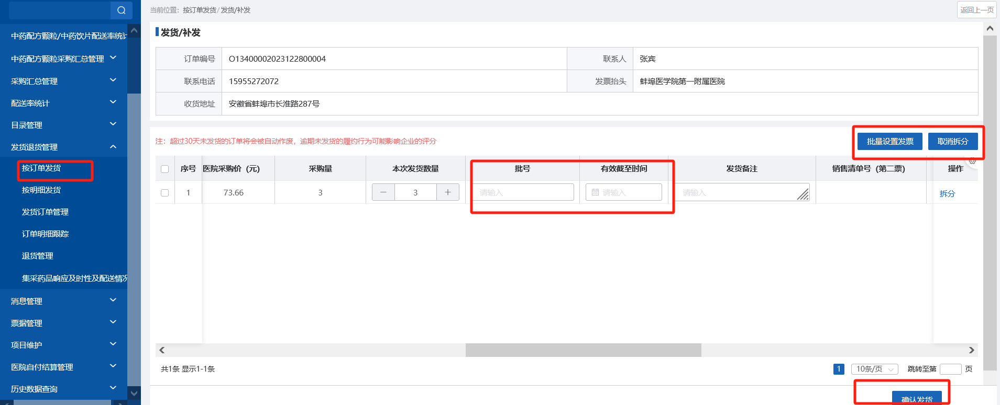 当前位置：按订单发货/ 发货/补发
返回上一页
中药配方颗粒/中药饮片配送率统计
中药配方颗粒采购汇总管理
采购汇总管理
配送率统计
目录管理
发货退货管理
按订单发货
按明细发货
发货订单管理
订单明细跟踪
退货管理
集采药品响应及时性及配送情况
消息管理
票据管理
项目维护
医院自付结算管理
历史数据查询
发货/补发
订单编号 O13400002023122800004 联系人 张宾
联系电话 15955272072 发票抬头 蚌埠医学院第一附属医院
收货地址 安徽省蚌埠市长淮路287号
注：超过30天未发货的订单将会被自动作废，逾期未发货的履约行为可能影响企业的评分
批量设置发票 取消拆分
序号 医院采购价（元） 采购量 本次发货数量 批号 有效截至时间 发货备注 销售清单号（第二票） 操作
1 73.66 3 — 3 + 请输入 请输入 请输入 拆分
共1条 显示1-1条 1 10条/页 跳转至第 页
确认发货